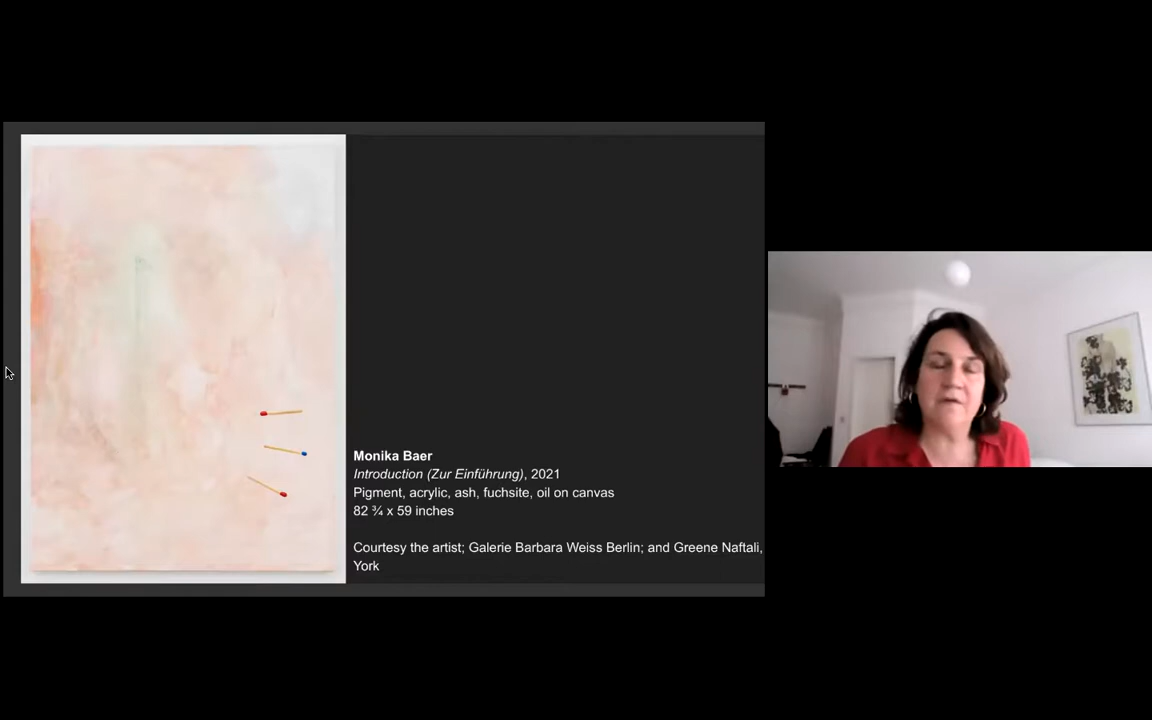 Monika Baer
Introduction (Zur Einführung), 2021
Pigment, acrylic, ash, fuchsite, oil on canvas
82 ¾ x 59 inches
Courtesy the artist; Galerie Barbara Weiss Berlin; and Greene Naftali,
York